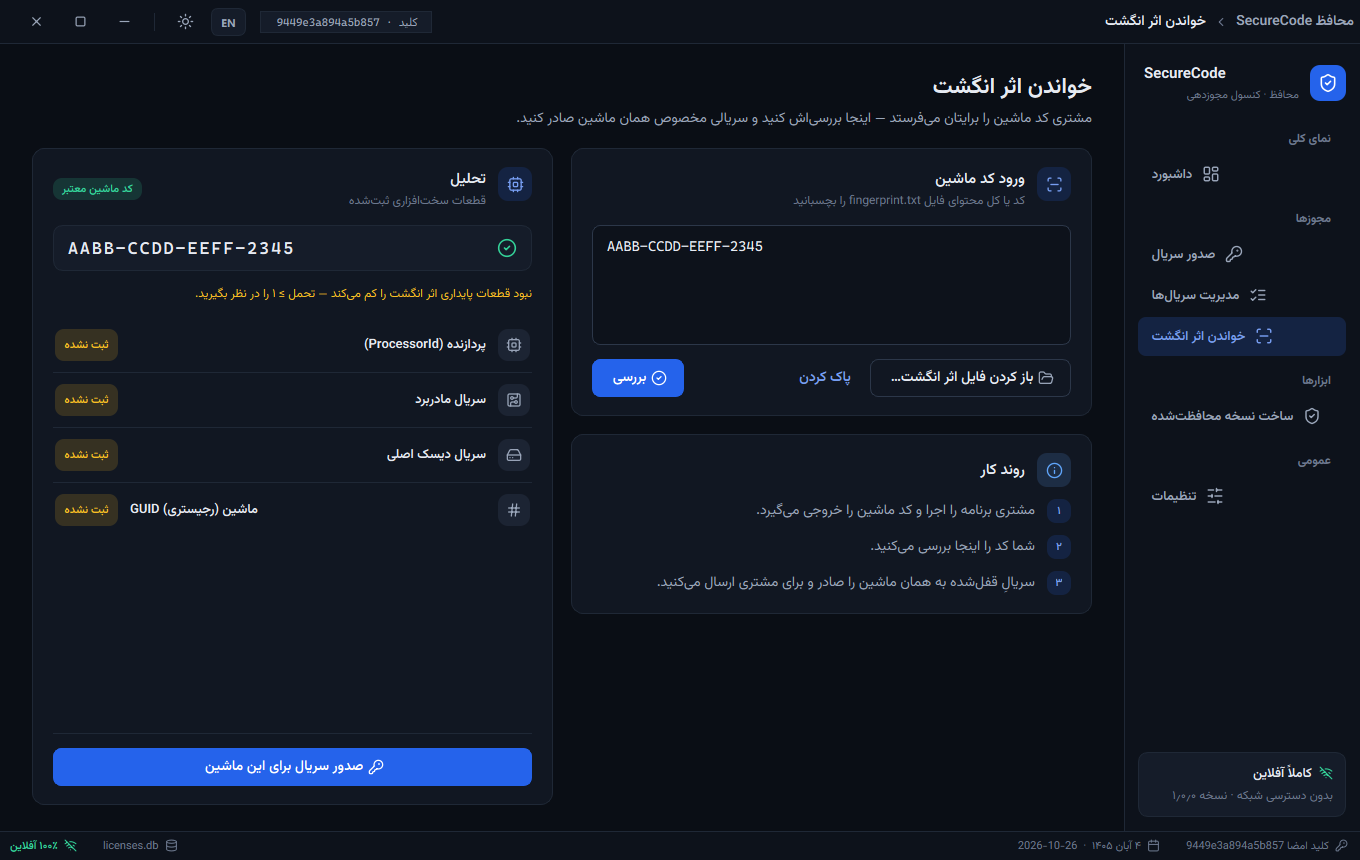 محافظ SecureCode
خواندن اثر انگشت
کلید · 9449e3a894a5b857
EN
SecureCode
محافظ · کنسول مجوزدهی
نمای کلی
داشبورد
مجوزها
صدور سریال
مدیریت سریال‌ها
خواندن اثر انگشت
ابزارها
ساخت نسخه محافظت‌شده
عمومی
تنظیمات
کاملاً آفلاین
بدون دسترسی شبکه · نسخه ۱٫۰٫۰
خواندن اثر انگشت
مشتری کد ماشین را برایتان می‌فرستد — اینجا بررسی‌اش کنید و سریالی مخصوص همان ماشین صادر کنید.
ورود کد ماشین
کد یا کل محتوای فایل fingerprint.txt را بچسبانید
AABB-CCDD-EEFF-2345
باز کردن فایل اثر انگشت...
پاک کردن
بررسی
روند کار
۱ مشتری برنامه را اجرا و کد ماشین را خروجی می‌گیرد.
۲ شما کد را اینجا بررسی می‌کنید.
۳ سریالِ قفل‌شده به همان ماشین را صادر و برای مشتری ارسال می‌کنید.
تحلیل
قطعات سخت‌افزاری ثبت‌شده
کد ماشین معتبر
AABB-CCDD-EEFF-2345
نبود قطعات پایداری اثر انگشت را کم می‌کند — تحمل ≥ ۱ را در نظر بگیرید.
پردازنده (ProcessorId)
ثبت نشده
سریال مادربرد
ثبت نشده
سریال دیسک اصلی
ثبت نشده
ماشین (رجیستری) GUID
ثبت نشده
صدور سریال برای این ماشین
کلید امضا 9449e3a894a5b857
۴ آبان ۱۴۰۵ · 2026-10-26
licenses.db
۱۰۰٪ آفلاین